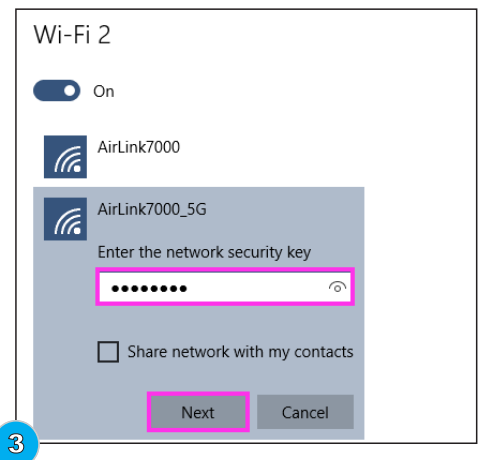 Wi-Fi 2
On
AirLink7000
AirLink7000_5G
Enter the network security key
••••••••
Share network with my contacts
Next Cancel
3